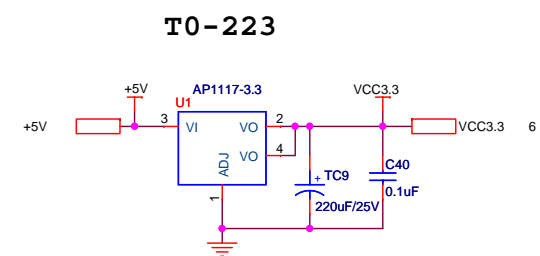 T0-223
+5V
AP1117-3.3
VCC3.3
U1
+5V
3
VI
VO
2
VCC3.3
6
VO
4
ADJ
1
+
TC9
220uF/25V
C40
0.1uF